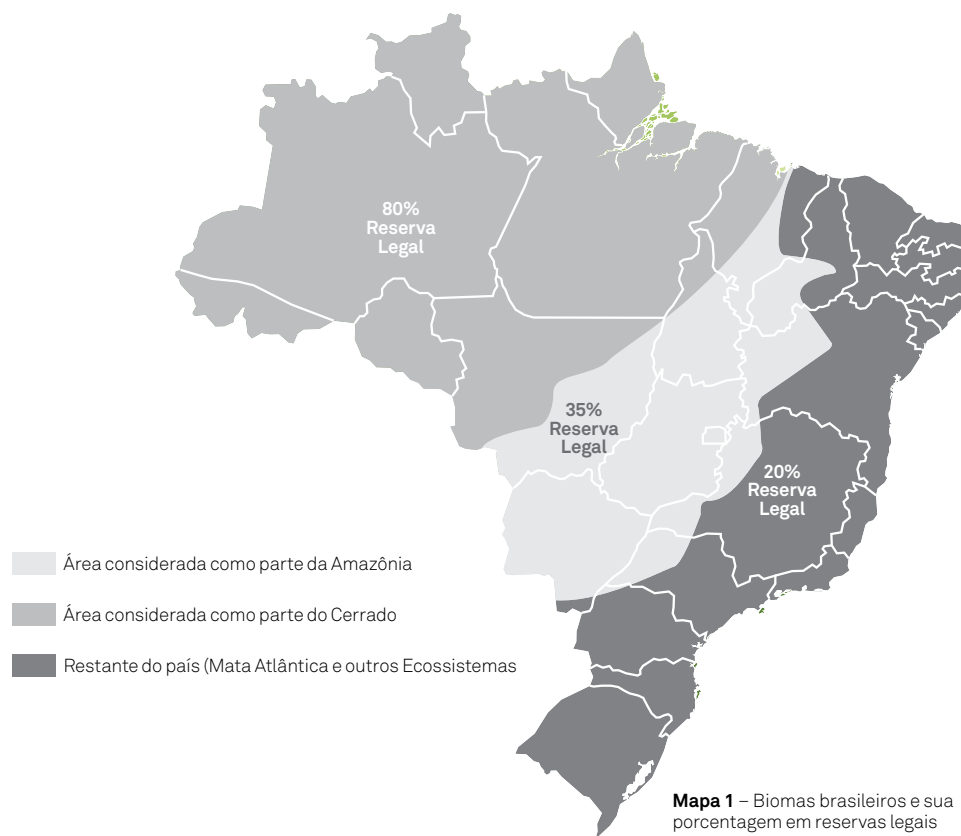 80%
Reserva
Legal
35%
Reserva
Legal
20%
Reserva
Legal
Área considerada como parte da Amazônia
Área considerada como parte do Cerrado
Restante do país (Mata Atlântica e outros Ecossistemas
Mapa 1 – Biomas brasileiros e sua
porcentagem em reservas legais